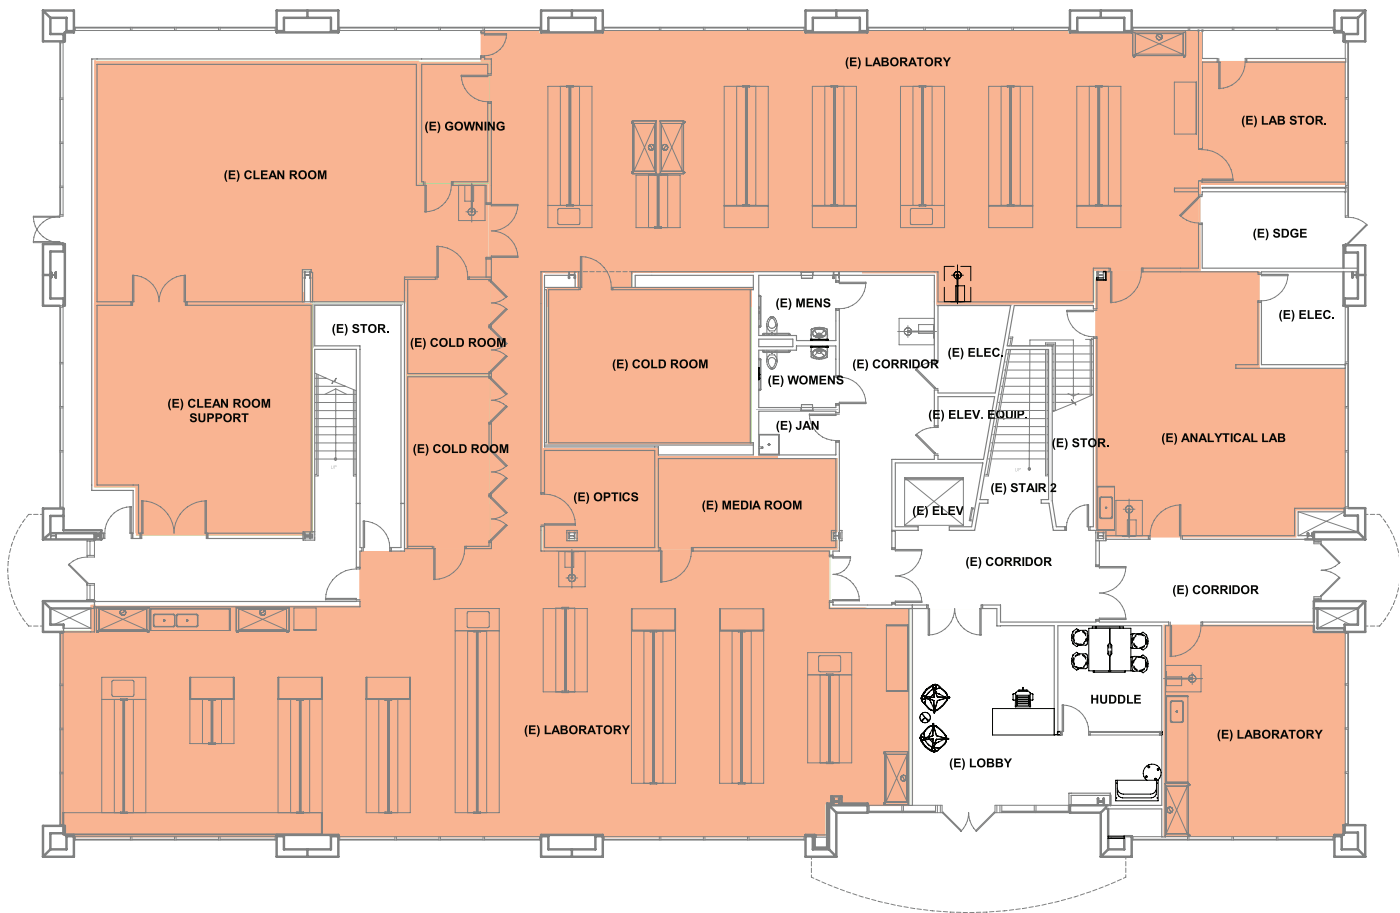 (E) LABORATORY
(E) LAB STOR.
(E) GOWNING
(E) CLEAN ROOM
(E) SDGE
(E) MENS
(E) ELEC.
(E) STOR.
(E) COLD ROOM
(E) ELEC.
(E) COLD ROOM
(E) CORRIDOR
(E) WOMENS
(E) CLEAN ROOM
SUPPORT
(E) ELEV. EQUIP.
(E) JAN
(E) ANALYTICAL LAB
(E) STOR.
(E) COLD ROOM
UP
UP
(E) STAIR 2
(E) OPTICS
(E) MEDIA ROOM
(E) ELEV
(E) CORRIDOR
(E) CORRIDOR
HUDDLE
(E) LABORATORY
(E) LABORATORY
(E) LOBBY